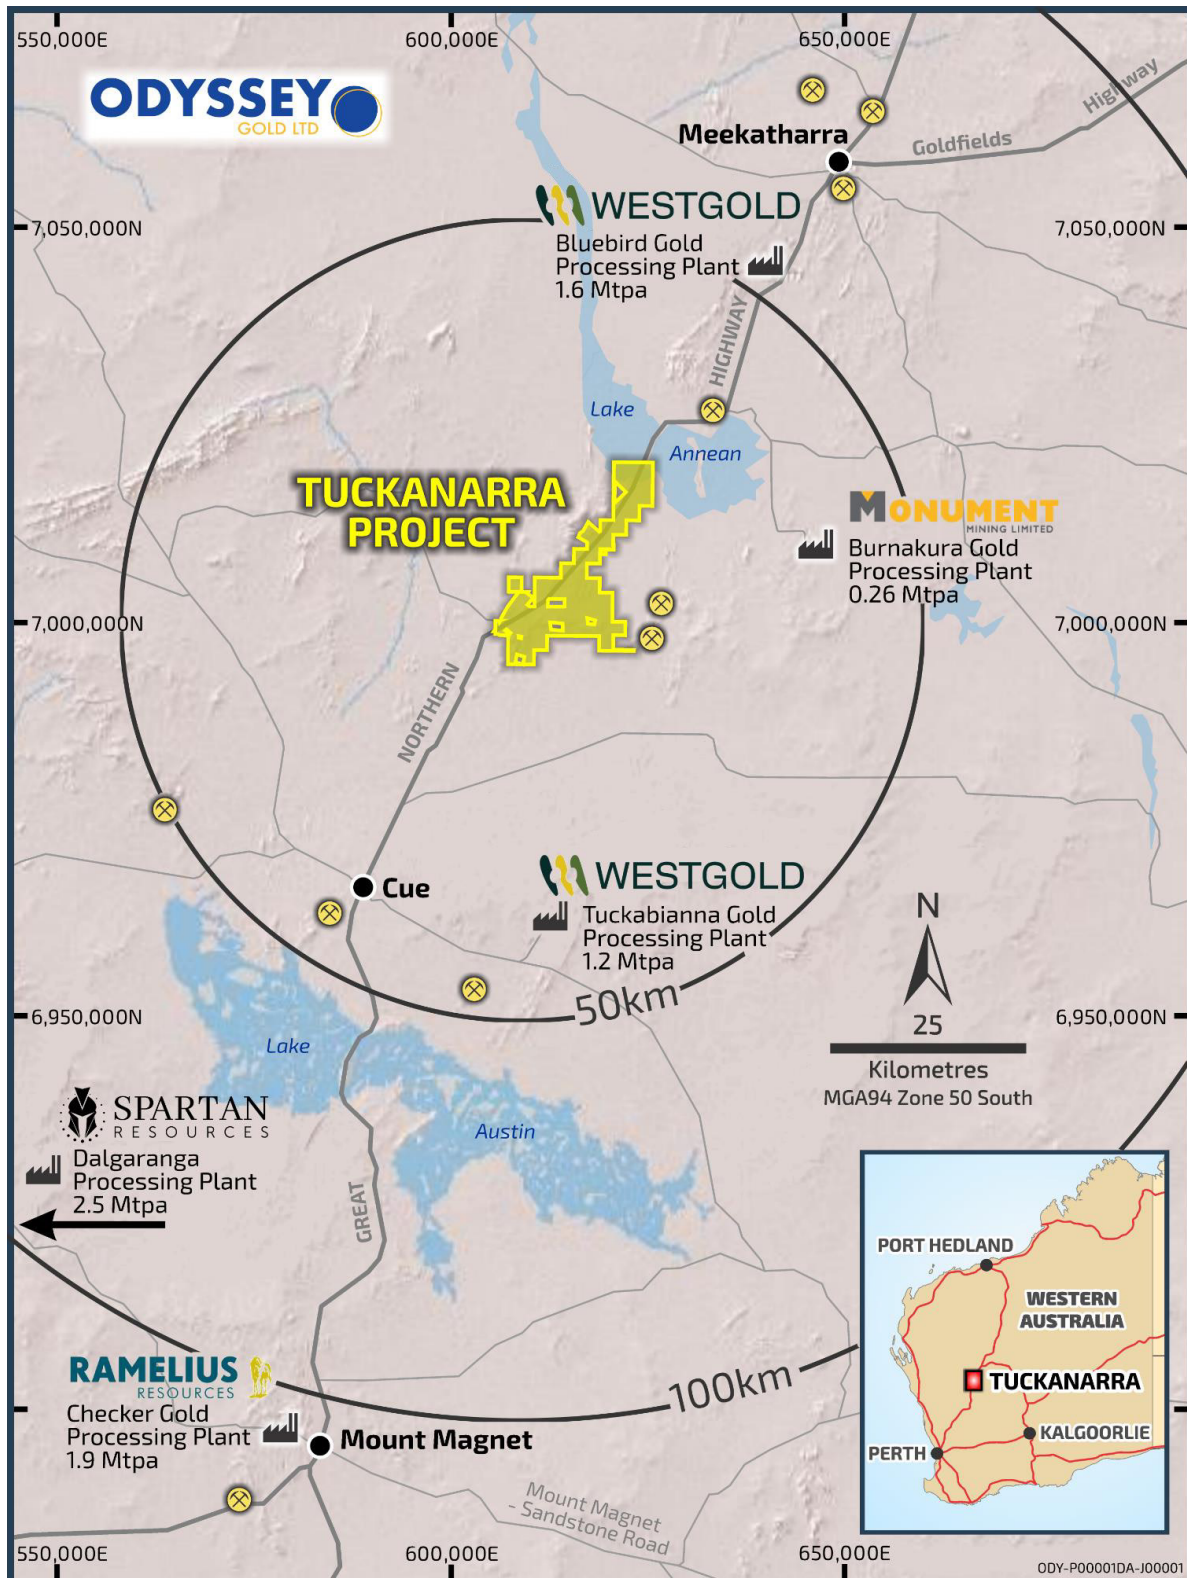 550,000E
600,000E
650,000E
ODYSSEY
GOLD LTD
Highway
Meekatharra
Goldfields
WESTGOLD
Bluebird Gold
Processing Plant
1.6 Mtpa
7,050,000N
7,050,000N
HIGHWAY
Lake
Annean
TUCKANARRA
PROJECT
MONUMENT
MINING LIMITED
Burnakura Gold
Processing Plant
0.26 Mtpa
7,000,000N
7,000,000N
NORTHERN
Cue
WESTGOLD
Tuckabianna Gold
Processing Plant
1.2 Mtpa
50km
N
25
Kilometres
MGA94 Zone 50 South
6,950,000N
6,950,000N
Lake
Austin
SPARTAN
RESOURCES
Dalgaranga
Processing Plant
2.5 Mtpa
GREAT
PORT HEDLAND
WESTERN
AUSTRALIA
TUCKANARRA
KALGOORLIE
PERTH
100km
RAMELIUS
RESOURCES
Checker Gold
Processing Plant
1.9 Mtpa
Mount Magnet
Mount Magnet
- Sandstone Road
550,000E
600,000E
650,000E
ODY-P00001DA-J00001